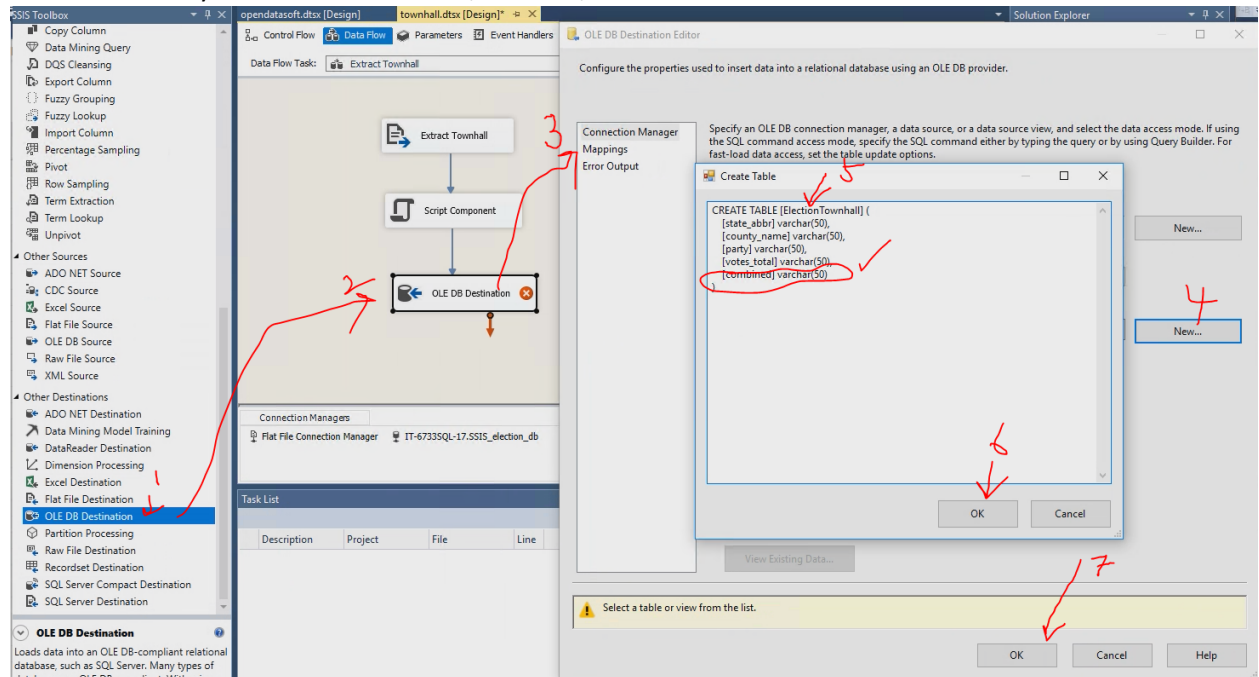 SSIS Toolbox
Copy Column
Data Mining Query
DQS Cleansing
Export Column
Fuzzy Grouping
Fuzzy Lookup
Import Column
Percentage Sampling
Pivot
Row Sampling
Term Extraction
Term Lookup
Unpivot
Other Sources
ADO NET Source
CDC Source
Excel Source
Flat File Source
OLE DB Source
Raw File Source
XML Source
Other Destinations
ADO NET Destination
Data Mining Model Training
DataReader Destination
Dimension Processing
Excel Destination
1
Flat File Destination
OLE DB Destination
Partition Processing
Raw File Destination
Recordset Destination
SQL Server Compact Destination
SQL Server Destination
OLE DB Destination
Loads data into an OLE DB-compliant relational
database, such as SQL Server. Many types of
opendatasoft.dtsx [Design]
townhall.dtsx [Design]*
Control Flow
Data Flow
Parameters
Event Handlers
Data Flow Task:
Extract Townhall
Extract Townhall
Script Component
2
OLE DB Destination
Connection Managers
Flat File Connection Manager
IT-6733SQL-17.SSIS_election_db
Task List
Description
Project
File
Line
Solution Explorer
OLE DB Destination Editor
Configure the properties used to insert data into a relational database using an OLE DB provider.
3
Connection Manager
Mappings
Error Output
Specify an OLE DB connection manager, a data source, or a data source view, and select the data access mode. If using
the SQL command access mode, specify the SQL command either by typing the query or by using Query Builder. For
fast-load data access, set the table update options.
Create Table
5
CREATE TABLE [ElectionTownhall] (
[state_abbr] varchar(50),
[county_name] varchar(50),
[party] varchar(50),
[votes_total] varchar(50),
[combined] varchar(50)
)
New...
4
New...
6
OK
Cancel
View Existing Data...
7
Select a table or view from the list.
OK
Cancel
Help